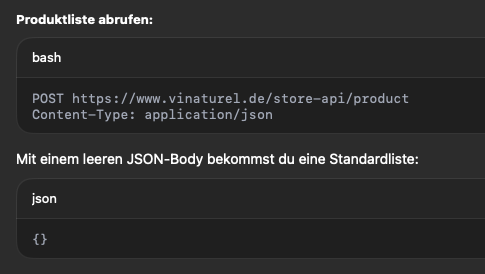 Produktliste abrufen:
bash
POST https://www.vinaturel.de/store-api/product
Content-Type: application/json
Mit einem leeren JSON-Body bekommst du eine Standardliste:
json
{}